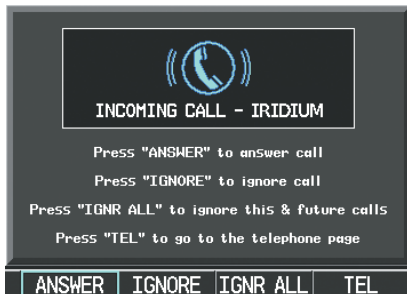 INCOMING CALL - IRIDIUM
Press "ANSWER" to answer call
Press "IGNORE" to ignore call
Press "IGNR ALL" to ignore this & future calls
Press "TEL" to go to the telephone page
ANSWER IGNORE IGNR ALL TEL